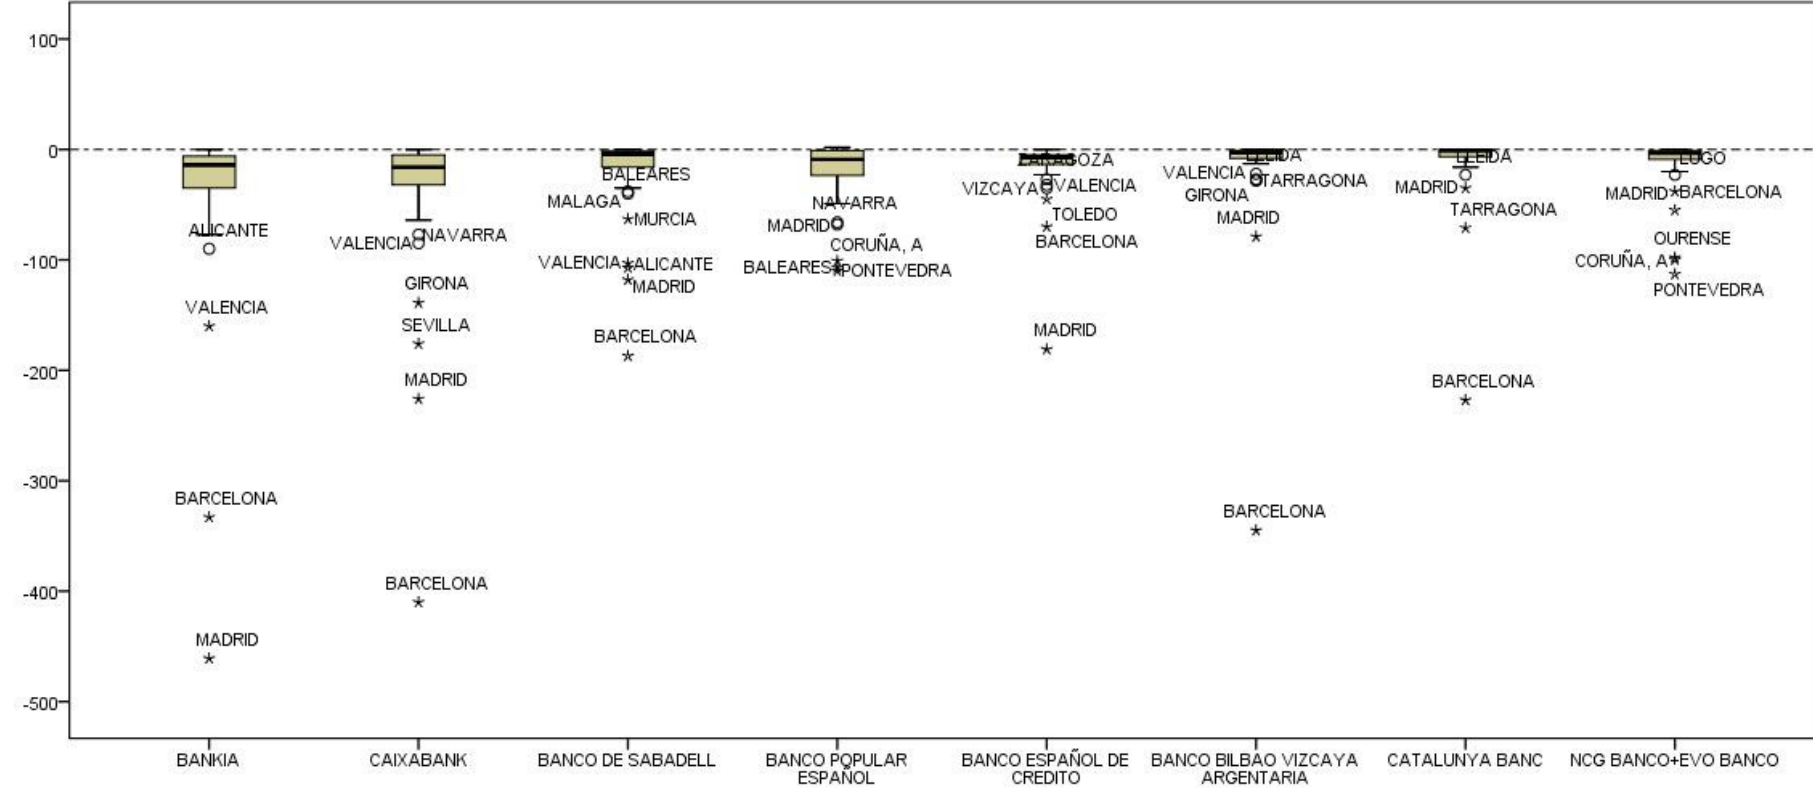 100
0
-100
-200
-300
-400
-500
ALICANTE
VALENCIA
BARCELONA
MADRID
VALENCIA
NAVARRA
GIRONA
SEVILLA
MADRID
BARCELONA
BALEARES
MALAGA
MURCIA
VALENCIA
ALICANTE
MADRID
BARCELONA
NAVARRA
MADRID
CORUÑA, A
BALEARES
PONTEVEDRA
ZARAGOZA
VIZCAYA
VALENCIA
TOLEDO
BARCELONA
MADRID
LLEIDA
VALENCIA
TARRAGONA
GIRONA
MADRID
BARCELONA
LLEIDA
MADRID
TARRAGONA
BARCELONA
LUGO
MADRID
BARCELONA
OURENSE
CORUÑA, A
PONTEVEDRA
BANKIA
CAIXABANK
BANCO DE SABADELL
BANCO POPULAR
ESPAÑOL
BANCO ESPAÑOL DE
CREDITO
BANCO BILBAO VIZCAYA
ARGENTARIA
CATALUNYA BANC
NCG BANCO+EVO BANCO